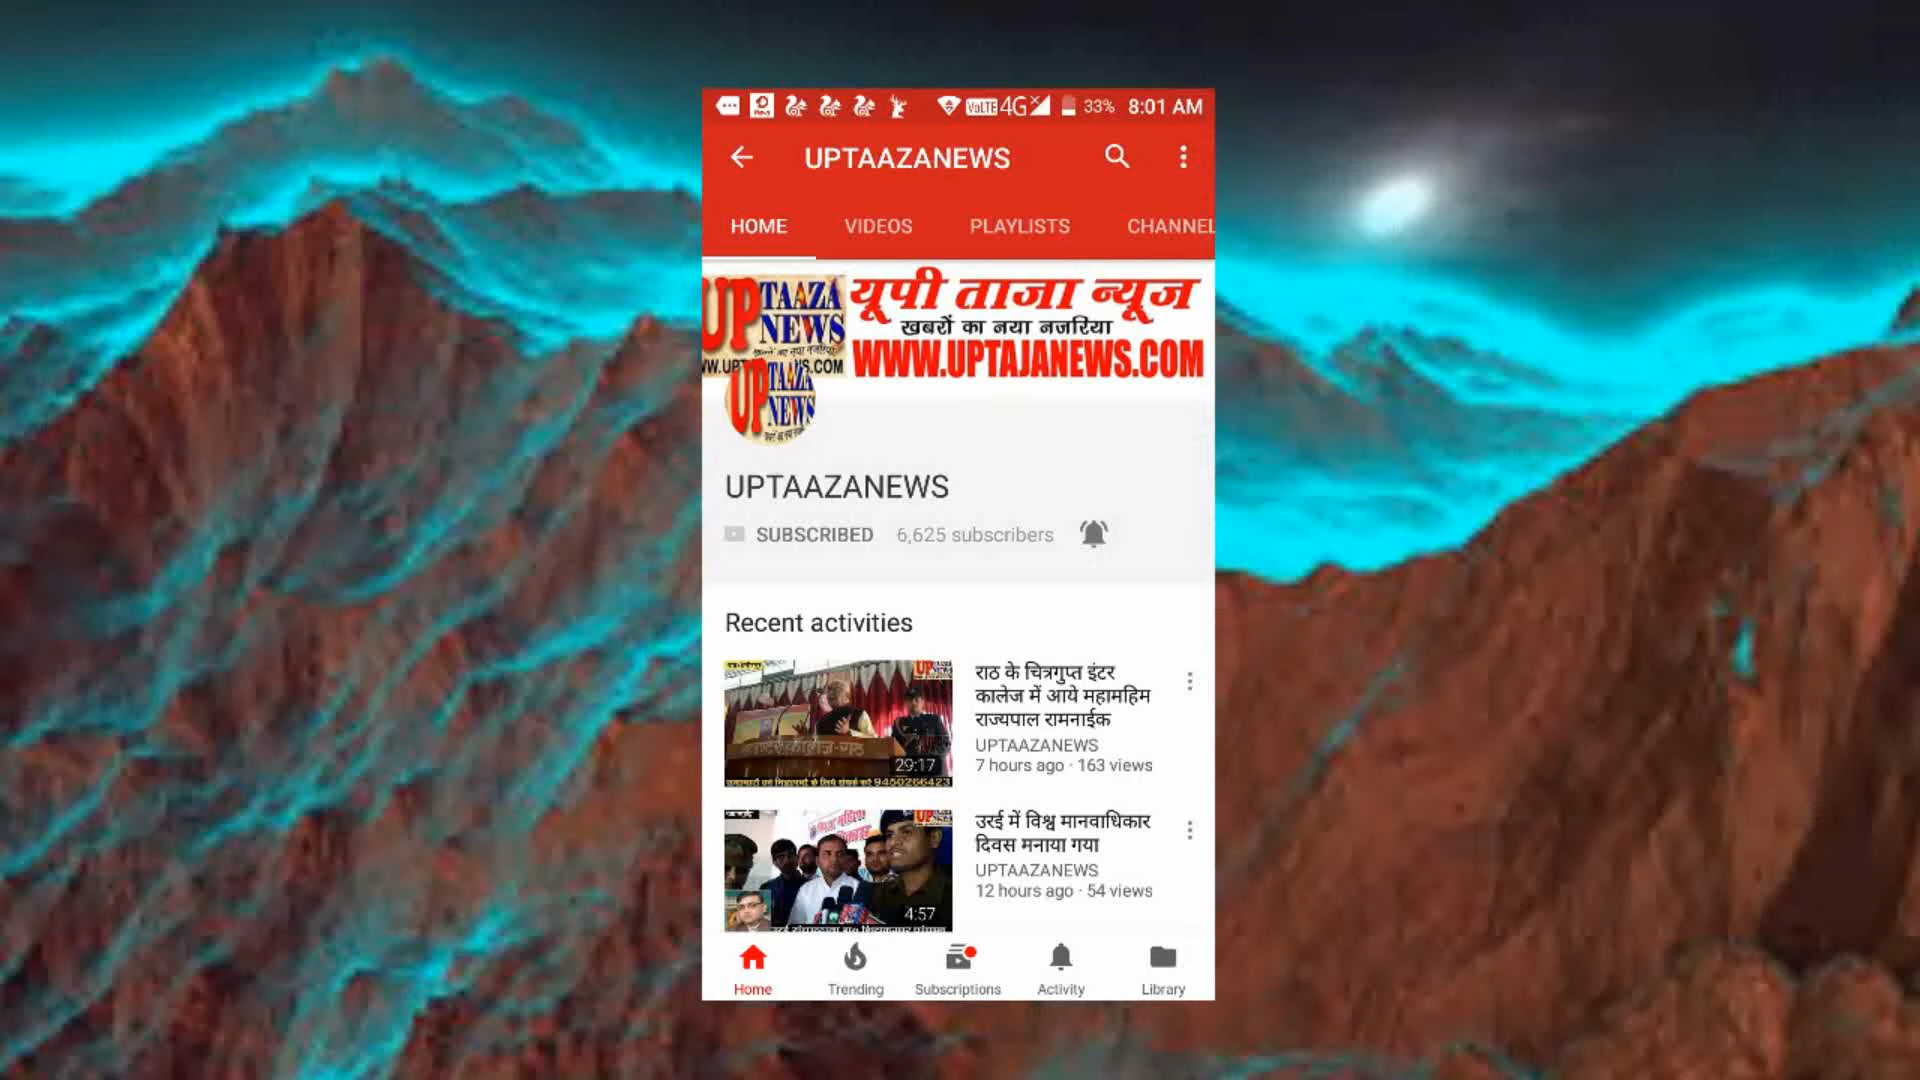 VoLTE 4G 33% 8:01 AM
UPTAAZANEWS
HOME VIDEOS PLAYLISTS CHANNEL
UP TAAZA NEWS
यूपी ताजा न्यूज
खबरों का नया नजरिया
WWW.UPTAJANEWS.COM
UP TAAZA NEWS
UPTAAZANEWS
SUBSCRIBED 6,625 subscribers
Recent activities
राठ के चित्रगुप्त इंटर
कालेज में आये महामहिम
राज्यपाल रामनाईक
UPTAAZANEWS
7 hours ago · 163 views
29:17
9450266423
उरई में विश्व मानवाधिकार
दिवस मनाया गया
UPTAAZANEWS
12 hours ago · 54 views
4:57
Home Trending Subscriptions Activity Library